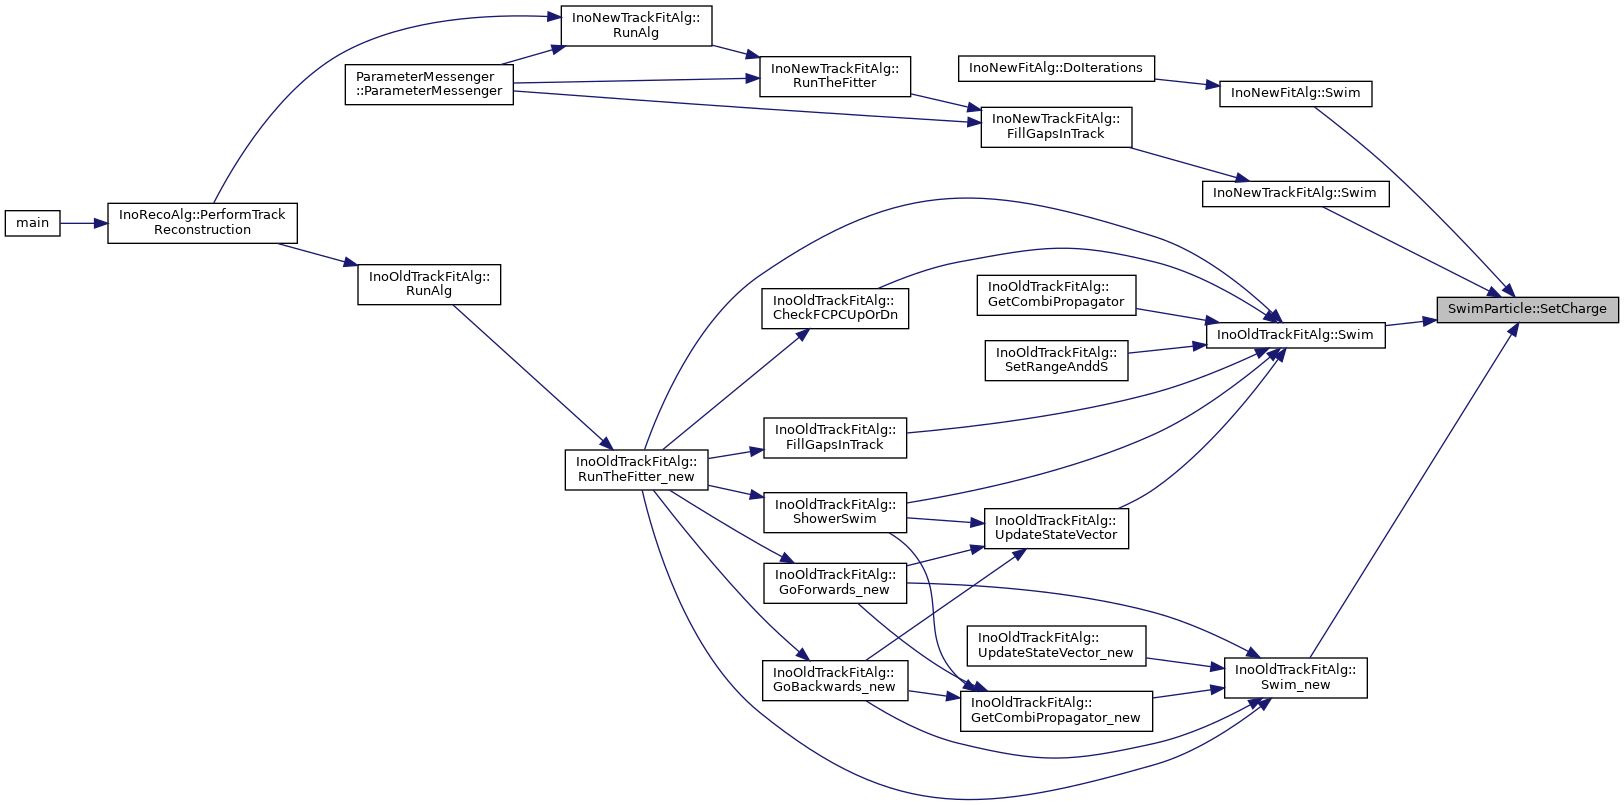 InoNewTrackFitAlg::
RunAlg
ParameterMessenger
::ParameterMessenger
InoNewTrackFitAlg::
RunTheFitter
InoNewFitAlg::DoIterations
InoNewFitAlg::Swim
InoNewTrackFitAlg::
FillGapsInTrack
InoNewTrackFitAlg::Swim
main
InoRecoAlg::PerformTrack
Reconstruction
InoOldTrackFitAlg::
RunAlg
InoOldTrackFitAlg::
CheckFCPCUpOrDn
InoOldTrackFitAlg::
GetCombiPropagator
SwimParticle::SetCharge
InoOldTrackFitAlg::Swim
InoOldTrackFitAlg::
SetRangeAnddS
InoOldTrackFitAlg::
FillGapsInTrack
InoOldTrackFitAlg::
RunTheFitter_new
InoOldTrackFitAlg::
ShowerSwim
InoOldTrackFitAlg::
UpdateStateVector
InoOldTrackFitAlg::
GoForwards_new
InoOldTrackFitAlg::
UpdateStateVector_new
InoOldTrackFitAlg::
GoBackwards_new
InoOldTrackFitAlg::
Swim_new
InoOldTrackFitAlg::
GetCombiPropagator_new